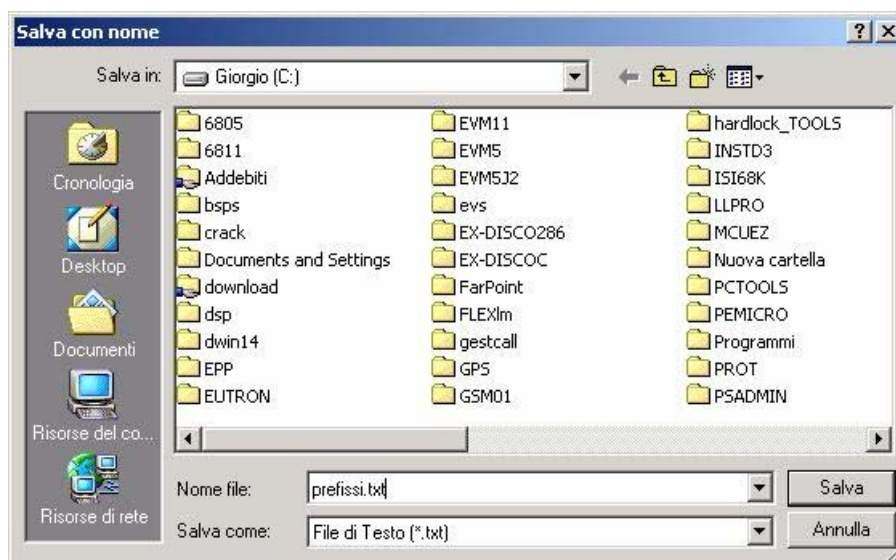 Salva con nome
Salva in: Giorgio (C:)
Cronologia
Desktop
Documenti
Risorse del co...
Risorse di rete
6805
6811
Addebiti
bsps
crack
Documents and Settings
download
dsp
dwin14
EPP
EUTRON
EVM11
EVM5
EVM5J2
evs
EX-DISCO286
EX-DISCOC
FarPoint
FLEXlm
gestcall
GPS
GSM01
hardlock_TOOLS
INSTD3
ISI68K
LLPRO
MCUEZ
Nuova cartella
PCTOOLS
PEMICRO
Programmi
PROT
PSADMIN
Nome file: prefissi.txt Salva
Salva come: File di Testo (*.txt) Annulla